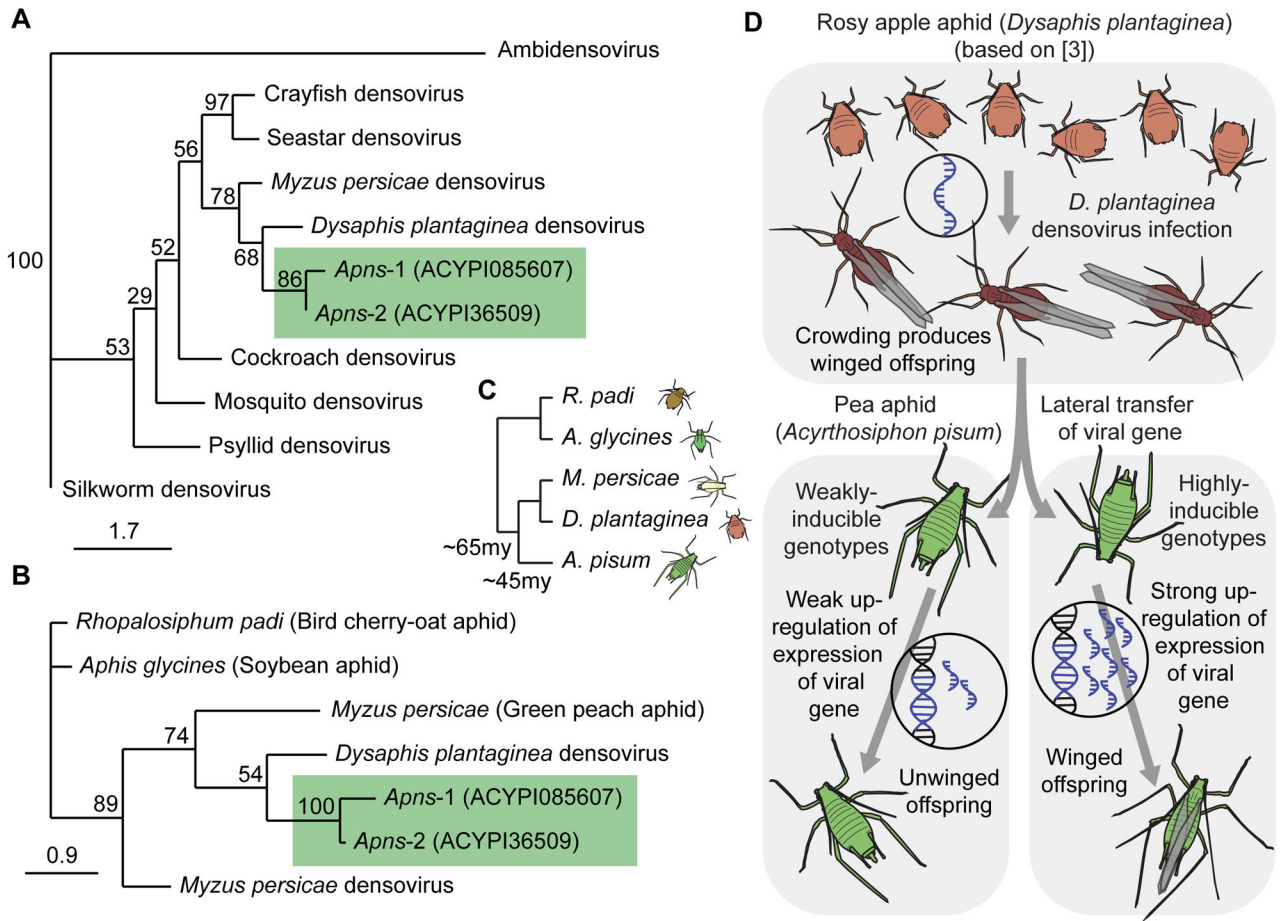 A
Ambidensovirus
Crayfish densovirus
97
Seastar densovirus
56
Myzus persicae densovirus
78
Dysaphis plantaginea densovirus
52
68
100
Apns-1 (ACYPI085607)
86
Apns-2 (ACYPI36509)
29
Cockroach densovirus
53
Mosquito densovirus
Psyllid densovirus
Silkworm densovirus
1.7
B
Rhopalosiphum padi (Bird cherry-oat aphid)
Aphis glycines (Soybean aphid)
Myzus persicae (Green peach aphid)
74
Dysaphis plantaginea densovirus
54
Apns-1 (ACYPI085607)
100
89
Apns-2 (ACYPI36509)
0.9
Myzus persicae densovirus
C
R. padi
A. glycines
M. persicae
D. plantaginea
~65my
A. pisum
~45my
D
Rosy apple aphid (Dysaphis plantaginea)
(based on [3])
D. plantaginea
densovirus infection
Crowding produces
winged offspring
Pea aphid
(Acyrthosiphon pisum)
Lateral transfer
of viral gene
Weakly-
inducible
genotypes
Highly-
inducible
genotypes
Weak up-
regulation of
expression
of viral
gene
Strong up-
regulation of
expression
of viral
gene
Unwinged
offspring
Winged
offspring